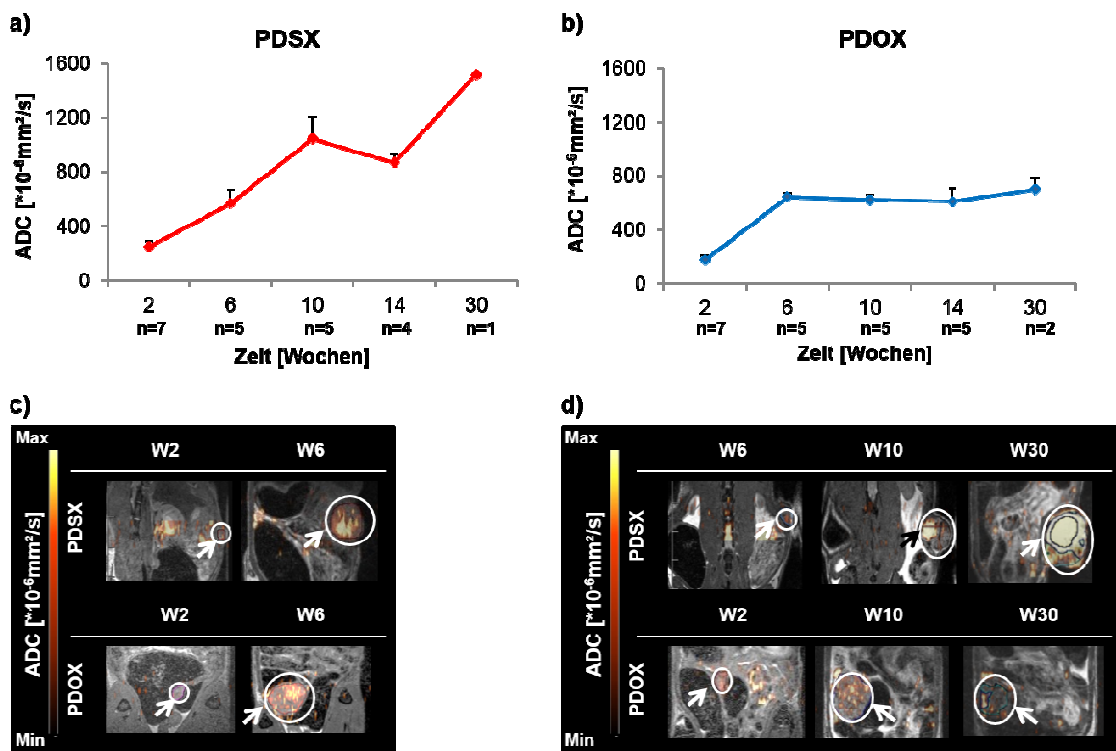 a)
PDSX
1600
1200
800
400
0
ADC [*10-6mm²/s]
2 6 10 14 30
n=7 n=5 n=5 n=4 n=1
Zeit [Wochen]
b)
PDOX
1600
1200
800
400
0
ADC [*10-6mm²/s]
2 6 10 14 30
n=7 n=5 n=5 n=5 n=2
Zeit [Wochen]
c)
Max
W2 W6
PDSX
W2 W6
PDOX
ADC [*10-6mm²/s]
Min
d)
Max
W6 W10 W30
PDSX
W2 W10 W30
PDOX
ADC [*10-6mm²/s]
Min